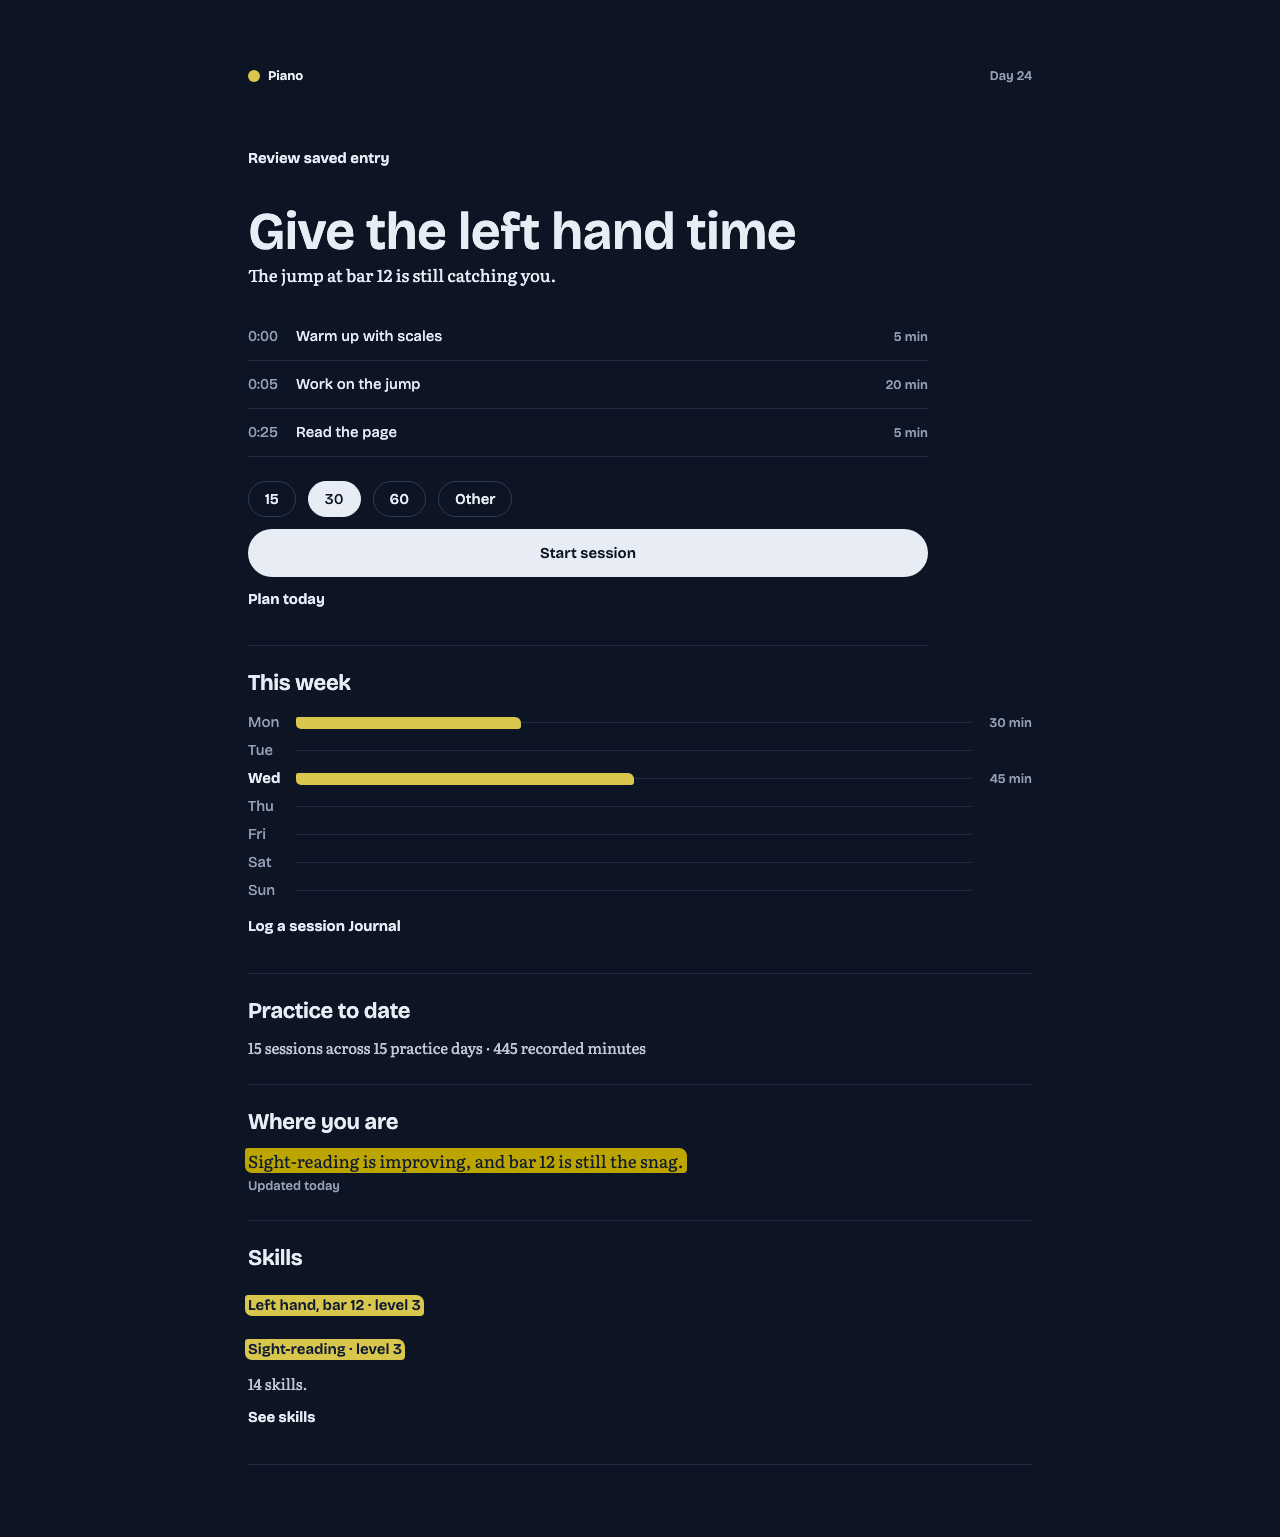 Piano
Day 24
Review saved entry
Give the left hand time
The jump at bar 12 is still catching you.
0:00 Warm up with scales 5 min
0:05 Work on the jump 20 min
0:25 Read the page 5 min
15 30 60 Other
Start session
Plan today
This week
Mon 30 min
Tue
Wed 45 min
Thu
Fri
Sat
Sun
Log a session Journal
Practice to date
15 sessions across 15 practice days · 445 recorded minutes
Where you are
Sight-reading is improving, and bar 12 is still the snag.
Updated today
Skills
Left hand, bar 12 · level 3
Sight-reading · level 3
14 skills.
See skills